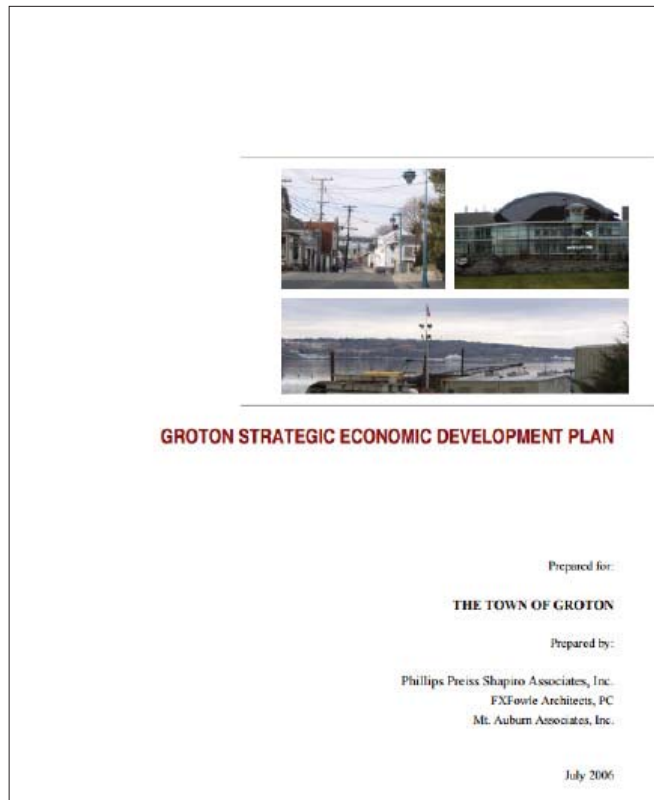 GROTON STRATEGIC ECONOMIC DEVELOPMENT PLAN
Prepared for:
THE TOWN OF GROTON
Prepared by:
Phillips Preiss Shapiro Associates, Inc.
FXFowle Architects, PC
Mt. Auburn Associates, Inc.
July 2006